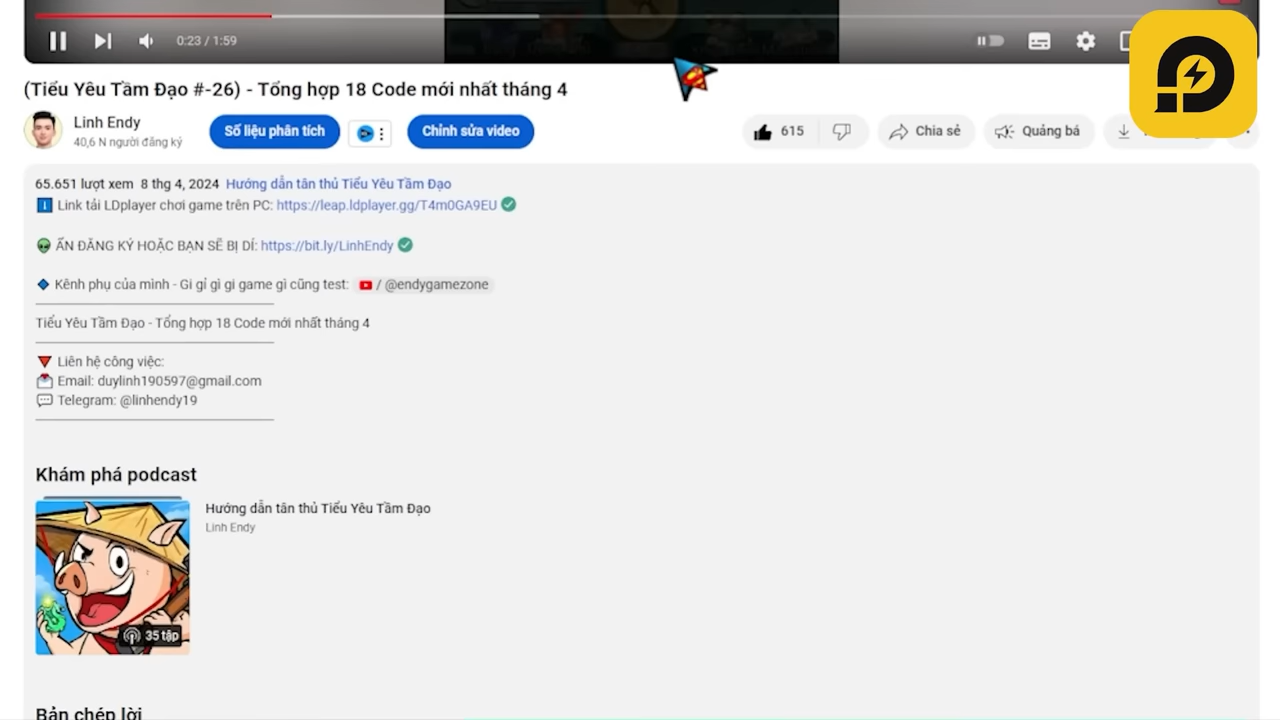 0:23 / 1:59
(Tiểu Yêu Tầm Đạo #-26) - Tổng hợp 18 Code mới nhất tháng 4
Linh Endy
40,6 N người đăng ký
Số liệu phân tích
Chỉnh sửa video
615
Chia sẻ
Quảng bá
65.651 lượt xem 8 thg 4, 2024 Hướng dẫn tân thủ Tiểu Yêu Tầm Đạo
Link tải LDplayer chơi game trên PC: https://leap.ldplayer.gg/T4m0GA9EU
ẤN ĐĂNG KÝ HOẶC BẠN SẼ BỊ DÍ: https://bit.ly/LinhEndy
Kênh phụ của mình - Gi gỉ gì gi game gì cũng test: / @endygamezone
Tiểu Yêu Tầm Đạo - Tổng hợp 18 Code mới nhất tháng 4
Liên hệ công việc:
Email: duylinh190597@gmail.com
Telegram: @linhendy19
Khám phá podcast
Hướng dẫn tân thủ Tiểu Yêu Tầm Đạo
Linh Endy
35 tập
Bản chép lời